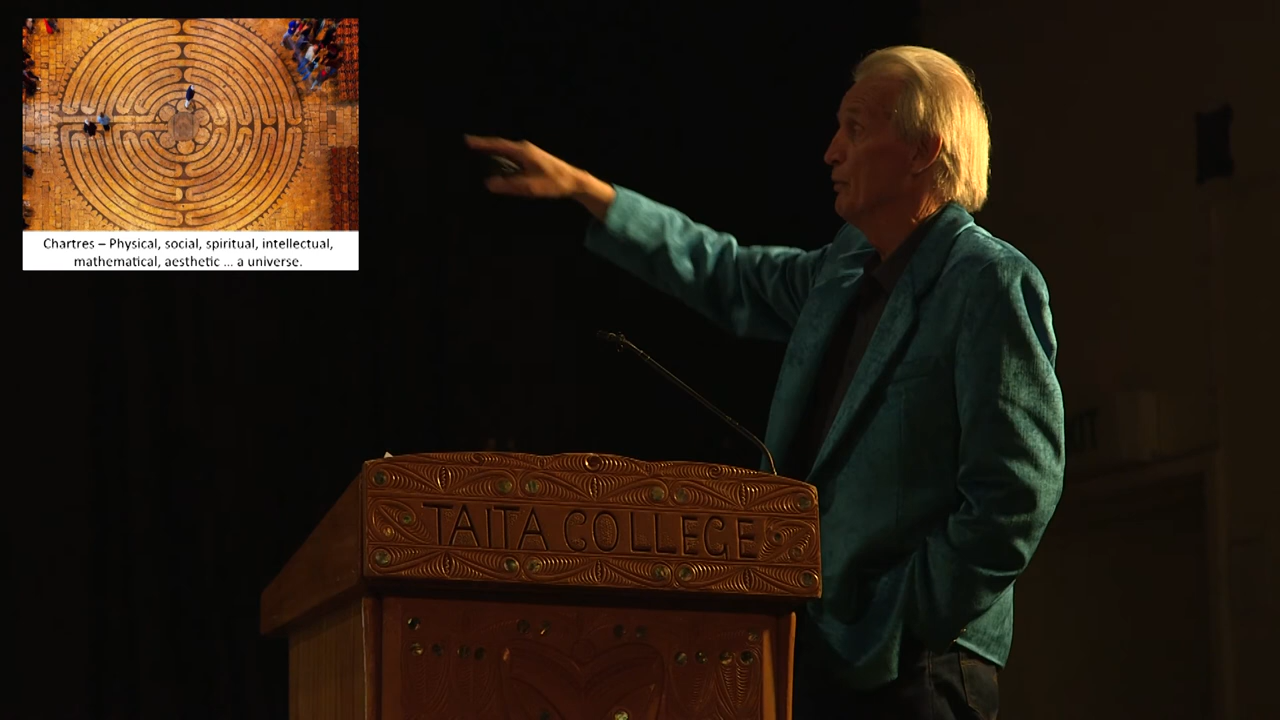 Chartres – Physical, social, spiritual, intellectual,
mathematical, aesthetic ... a universe.
TAITA COLLEGE